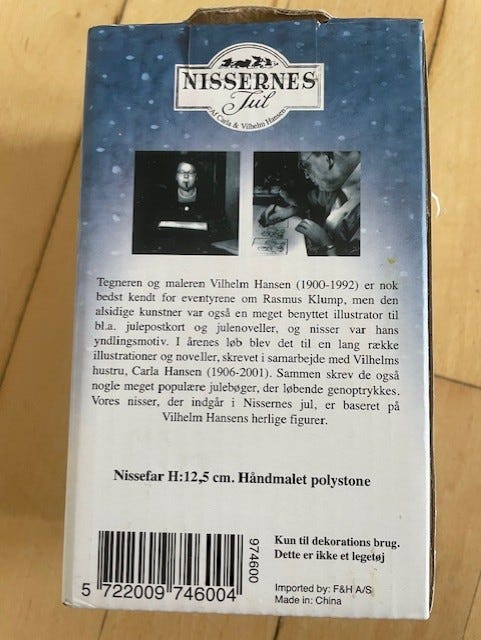 NISSERNES
Jul
Af Carla & Vilhelm Hansen
Tegneren og maleren Vilhelm Hansen (1900-1992) er nok
bedst kendt for eventyrene om Rasmus Klump, men den
alsidige kunstner var også en meget benyttet illustrator til
bl.a. julepostkort og julenoveller, og nisser var hans
yndlingsmotiv. I årenes løb blev det til en lang række
illustrationer og noveller, skrevet i samarbejde med Vilhelms
hustru, Carla Hansen (1906-2001). Sammen skrev de også
nogle meget populære julebøger, der løbende genoptrykkes.
Vores nisser, der indgår i Nissernes jul, er baseret på
Vilhelm Hansens herlige figurer.
Nissefar H:12,5 cm. Håndmalet polystone
974600
5 722009 746004
Kun til dekorations brug.
Dette er ikke et legetøj
Imported by: F&H A/S
Made in: China